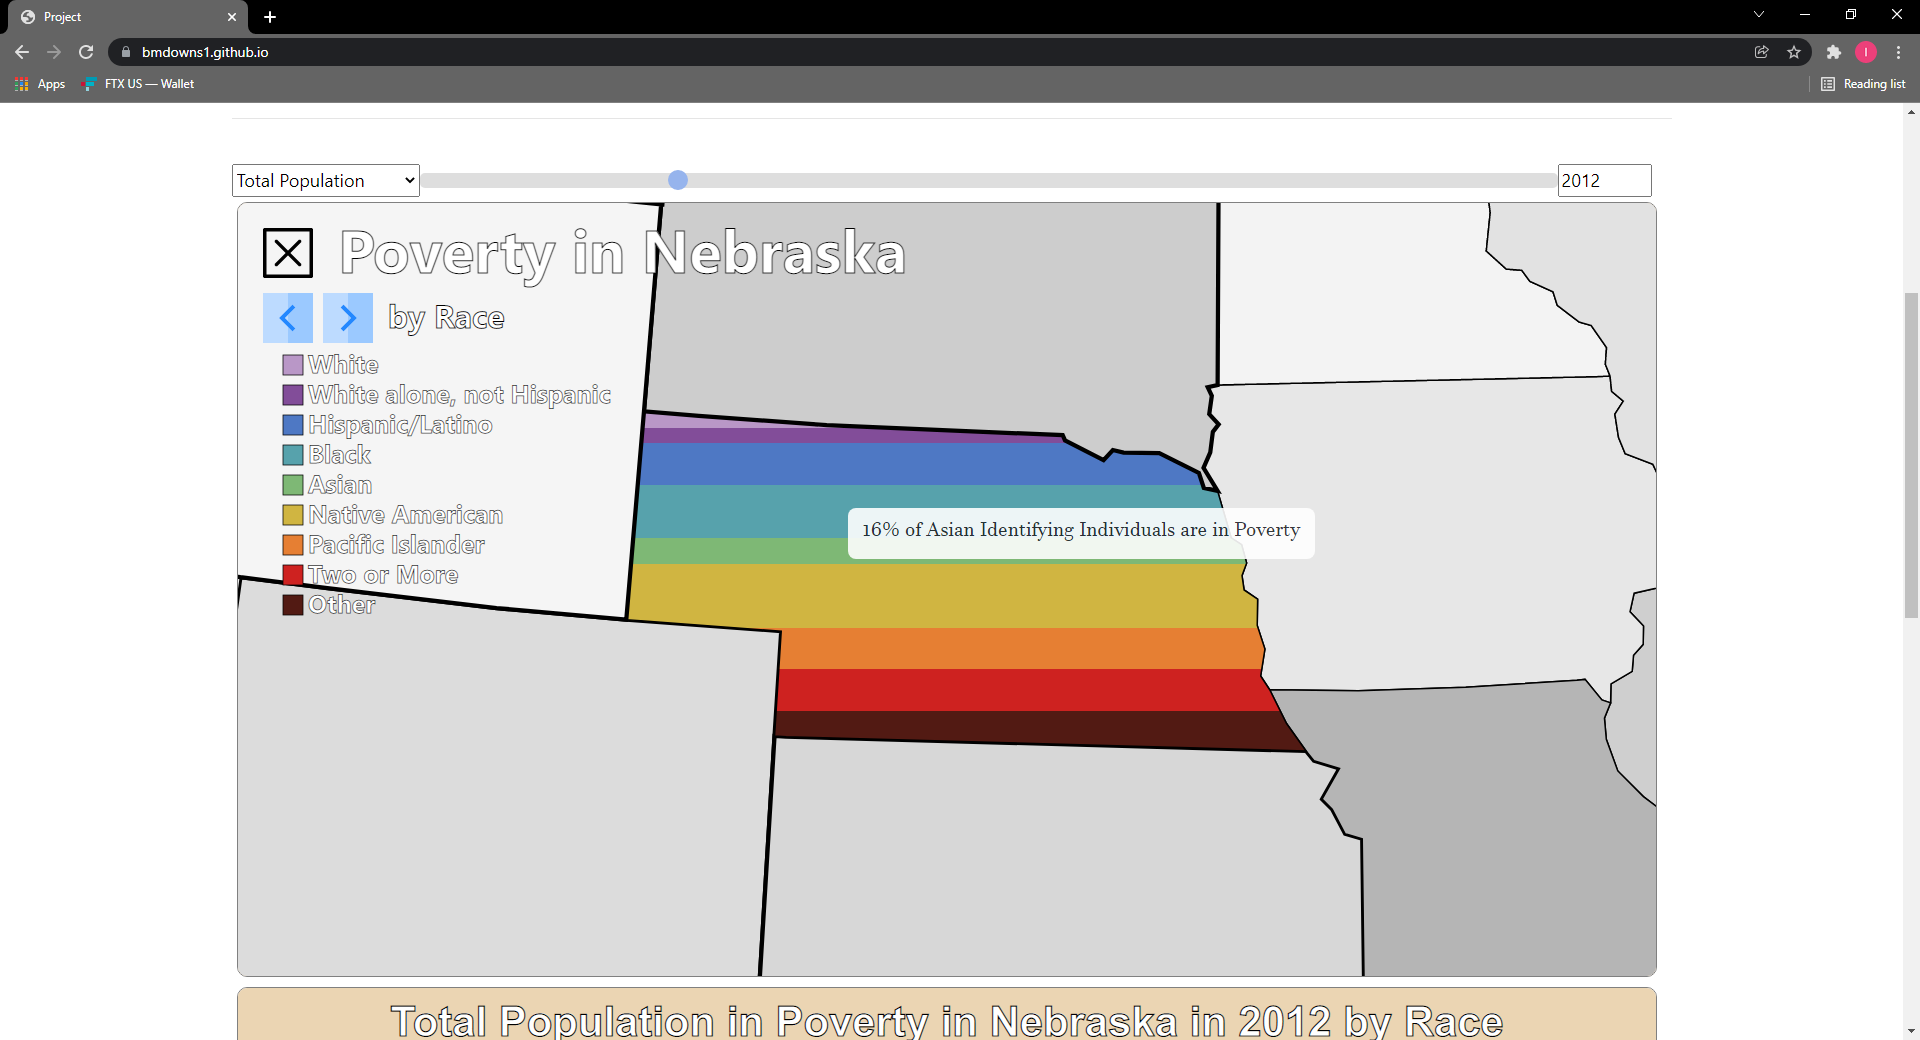 Project
bmdowns1.github.io
Apps
FTX US — Wallet
Reading list
Total Population
2012
Poverty in Nebraska
by Race
White
White alone, not Hispanic
Hispanic/Latino
Black
Asian
Native American
Pacific Islander
Two or More
Other
16% of Asian Identifying Individuals are in Poverty
Total Population in Poverty in Nebraska in 2012 by Race